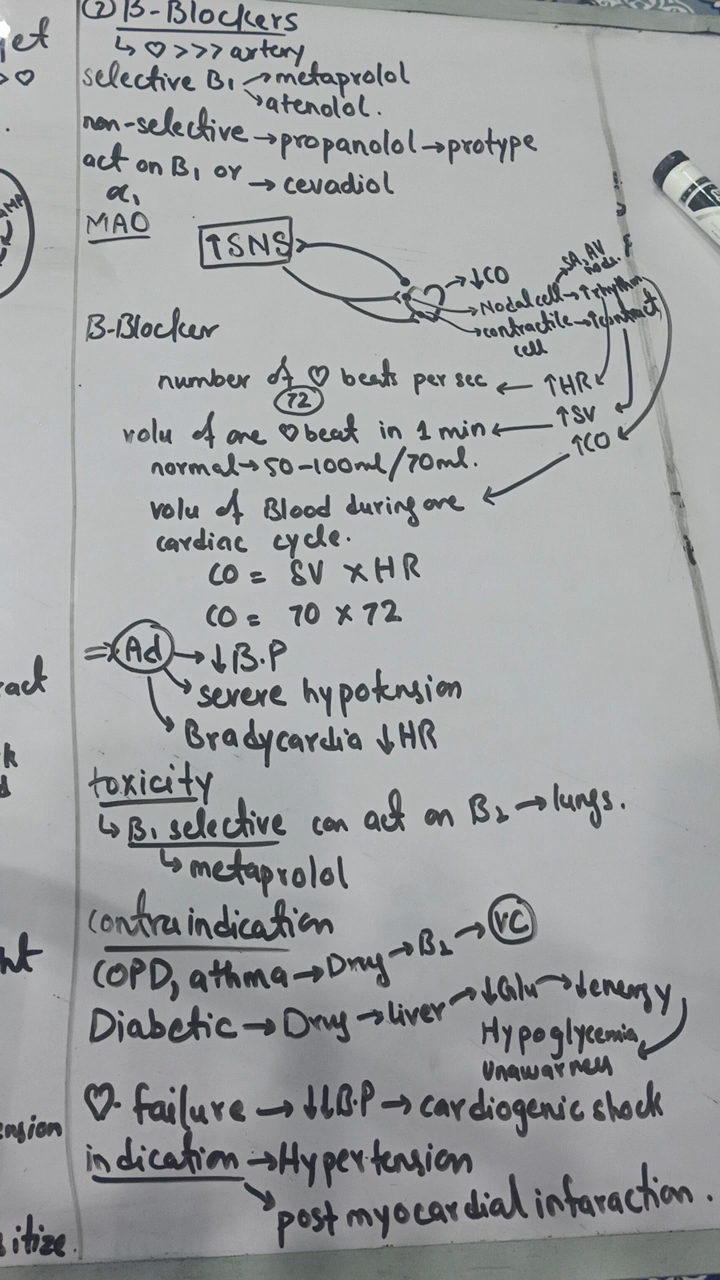 ② B-Blockers
↳ ♡ >>> artery
selective B₁ → metaprolol
→ atenolol.
non-selective → propanolol → protype
act on B₁ or α₁ → cevadiol
MAO
↑SNS
→ ↓CO
SA, AV node.
→ Nodal cell → ↑rhythm
→ contractile cell → ↑contract
B-Blocker
number of ♡ beats per sec ← ↑HR
72
volu of one ♡ beat in 1 min ← ↑SV
normal → 50-100ml/70ml.
↑CO
volu of Blood during one
cardiac cycle.
CO = SV × HR
CO = 70 × 72
⇒ Ad → ↓B.P
→ severe hypotension
→ Bradycardia ↓HR
toxicity
↳ B₁ selective can act on B₂ → lungs.
↳ metaprolol
contraindication
COPD, athma → Drug → B₂ → VC
Diabetic → Drug → liver → ↓Glu → ↓energy
Hypoglycemia
unawarness
♡. failure → ↓↓B.P → cardiogenic shock
indication → Hypertension
→ post myocardial infaraction.
jet
ract
nt
ension
sitize.